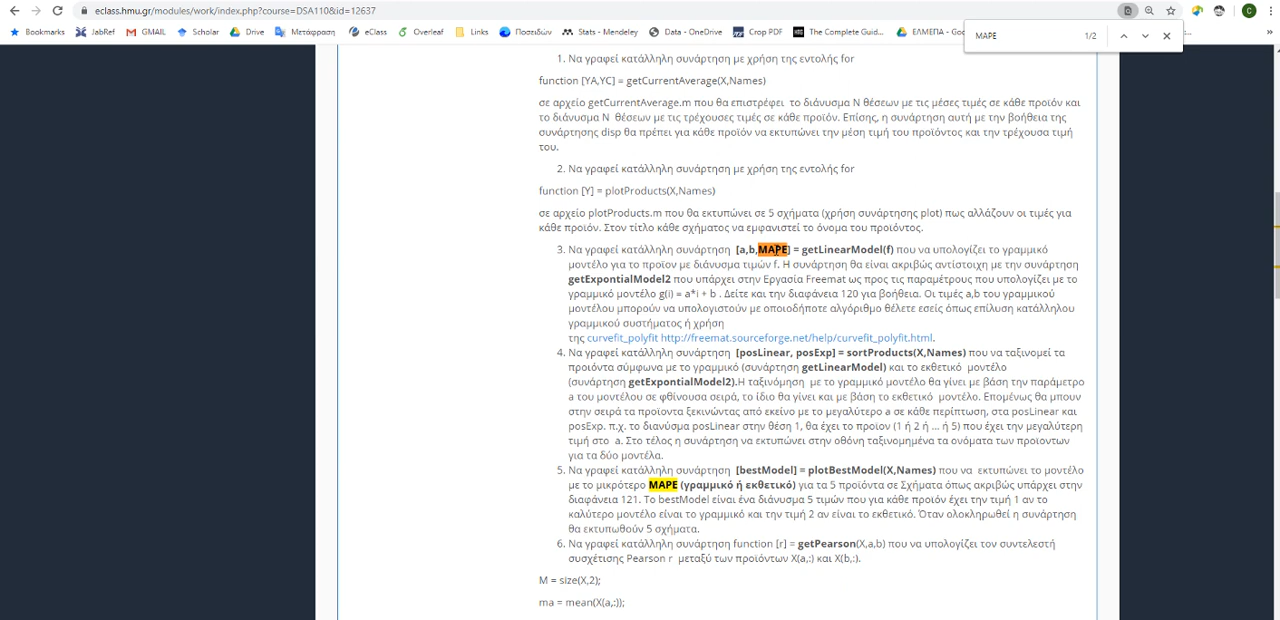 eclass.hmu.gr/modules/work/index.php?course=DSA110&id=12637
Bookmarks JabRef GMAIL Scholar Drive Μετάφραση eClass Overleaf Links Ποσειδών Stats - Mendeley Data - OneDrive Crop PDF The Complete Guid... ΕΛΜΕΠΑ - Goo
MAPE 1/2
C
1. Να γραφεί κατάλληλη συνάρτηση με χρήση της εντολής for
function [YA,YC] = getCurrentAverage(X,Names)
σε αρχείο getCurrentAverage.m που θα επιστρέφει το διάνυσμα N θέσεων με τις μέσες τιμές σε κάθε προϊόν και
το διάνυσμα N θέσεων με τις τρέχουσες τιμές σε κάθε προϊόν. Επίσης, η συνάρτηση αυτή με την βοήθεια της
συνάρτησης disp θα πρέπει για κάθε προϊόν να εκτυπώνει την μέση τιμή του προϊόντος και την τρέχουσα τιμή
του.
2. Να γραφεί κατάλληλη συνάρτηση με χρήση της εντολής for
function [Y] = plotProducts(X,Names)
σε αρχείο plotProducts.m που θα εκτυπώνει σε 5 σχήματα (χρήση συνάρτησης plot) πως αλλάζουν οι τιμές για
κάθε προϊόν. Στον τίτλο κάθε σχήματος να εμφανιστεί το όνομα του προϊόντος.
3. Να γραφεί κατάλληλη συνάρτηση [a,b,MAPE] = getLinearModel(f) που να υπολογίζει το γραμμικό
μοντέλο για το προϊον με διάνυσμα τιμών f. Η συνάρτηση θα είναι ακριβώς αντίστοιχη με την συνάρτηση
getExpontialModel2 που υπάρχει στην Εργασία Freemat ως προς τις παραμέτρους που υπολογίζει με το
γραμμικό μοντέλο g(i) = a*i + b . Δείτε και την διαφάνεια 120 για βοήθεια. Οι τιμές a,b του γραμμικού
μοντέλου μπορούν να υπολογιστούν με οποιοδήποτε αλγόριθμο θέλετε εσείς όπως επίλυση κατάλληλου
γραμμικού συστήματος ή χρήση
της curvefit_polyfit http://freemat.sourceforge.net/help/curvefit_polyfit.html.
4. Να γραφεί κατάλληλη συνάρτηση [posLinear, posExp] = sortProducts(X,Names) που να ταξινομεί τα
προιόντα σύμφωνα με το γραμμικό (συνάρτηση getLinearModel) και το εκθετικό μοντέλο
(συνάρτηση getExpontialModel2).Η ταξινόμηση με το γραμμικό μοντέλο θα γίνει με βάση την παράμετρο
a του μοντέλου σε φθίνουσα σειρά, το ίδιο θα γίνει και με βάση το εκθετικό μοντέλο. Επομένως θα μπουν
στην σειρά τα προϊοντα ξεκινώντας από εκείνο με το μεγαλύτερο a σε κάθε περίπτωση, στα posLinear και
posExp. π.χ. το διανύσμα posLinear στην θέση 1, θα έχει το προϊον (1 ή 2 ή ... ή 5) που έχει την μεγαλύτερη
τιμή στο a. Στο τέλος η συνάρτηση να εκτυπώνει στην οθόνη ταξινομημένα τα ονόματα των προϊοντων
για τα δύο μοντέλα.
5. Να γραφεί κατάλληλη συνάρτηση [bestModel] = plotBestModel(X,Names) που να εκτυπώνει το μοντέλο
με το μικρότερο MAPE (γραμμικό ή εκθετικό) για τα 5 προϊόντα σε Σχήματα όπως ακριβώς υπάρχει στην
διαφάνεια 121. Το bestModel είναι ένα διάνυσμα 5 τιμών που για κάθε προϊόν έχει την τιμή 1 αν το
καλύτερο μοντέλο είναι το γραμμικό και την τιμή 2 αν είναι το εκθετικό. Όταν ολοκληρωθεί η συνάρτηση
θα εκτυπωθούν 5 σχήματα.
6. Να γραφεί κατάλληλη συνάρτηση function [r] = getPearson(X,a,b) που να υπολογίζει τον συντελεστή
συσχέτισης Pearson r μεταξύ των προϊόντων X(a,:) και X(b,:).
M = size(X,2);
ma = mean(X(a,:));